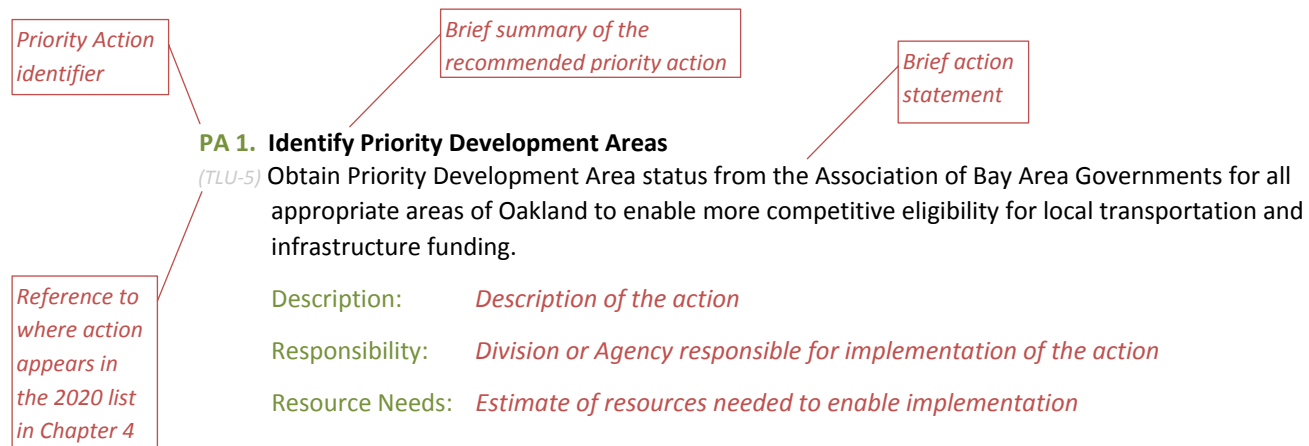 Priority Action
identifier
Brief summary of the
recommended priority action
Brief action
statement
PA 1. Identify Priority Development Areas
(TLU-5) Obtain Priority Development Area status from the Association of Bay Area Governments for all
appropriate areas of Oakland to enable more competitive eligibility for local transportation and
infrastructure funding.
Reference to
where action
appears in
the 2020 list
in Chapter 4
Description: Description of the action
Responsibility: Division or Agency responsible for implementation of the action
Resource Needs: Estimate of resources needed to enable implementation